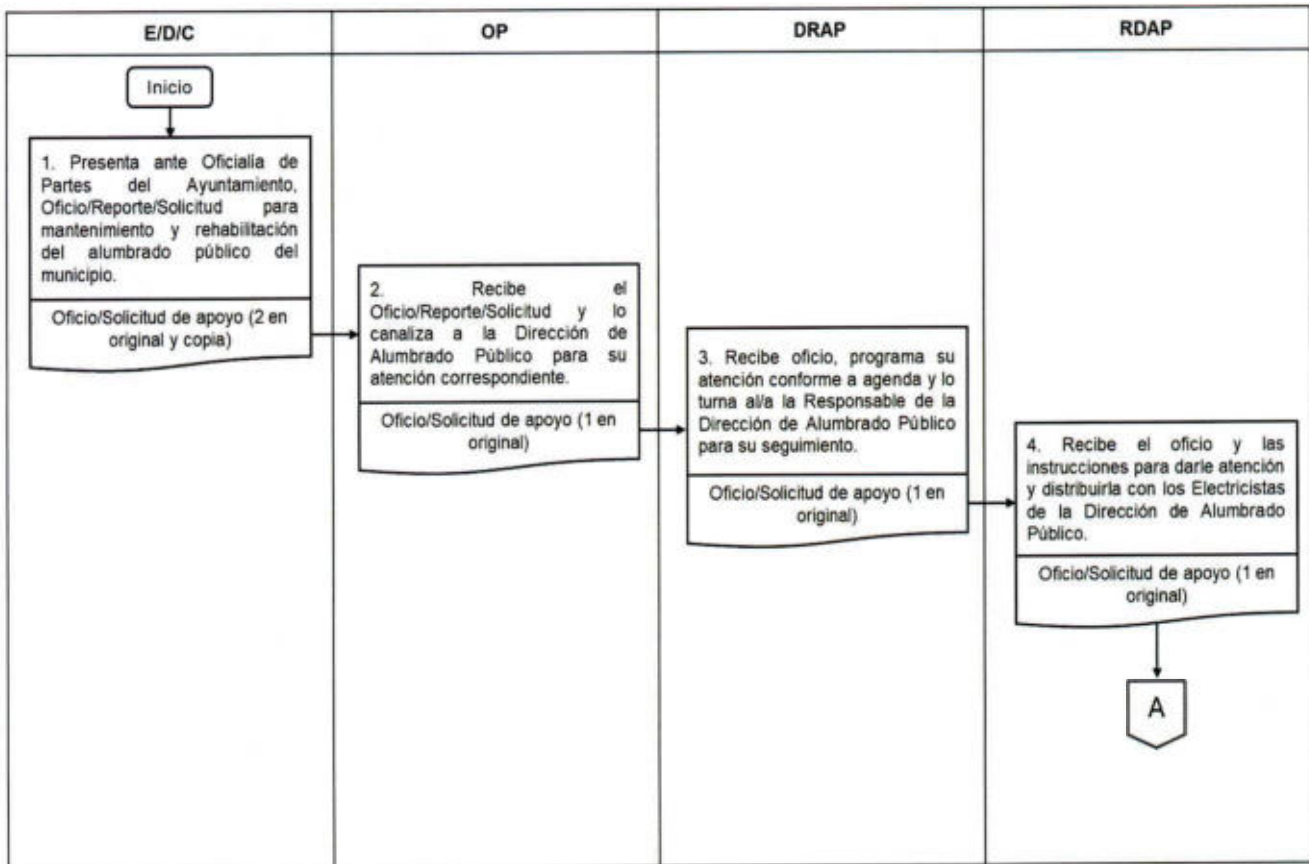 E/D/C
OP
DRAP
RDAP
Inicio
1. Presenta ante Oficialía de
Partes del Ayuntamiento,
Oficio/Reporte/Solicitud para
mantenimiento y rehabilitación
del alumbrado público del
municipio.
Oficio/Solicitud de apoyo (2 en
original y copia)
2. Recibe el
Oficio/Reporte/Solicitud y lo
canaliza a la Dirección de
Alumbrado Público para su
atención correspondiente.
Oficio/Solicitud de apoyo (1 en
original)
3. Recibe oficio, programa su
atención conforme a agenda y lo
turna al/a la Responsable de la
Dirección de Alumbrado Público
para su seguimiento.
Oficio/Solicitud de apoyo (1 en
original)
4. Recibe el oficio y las
instrucciones para darle atención
y distribuirla con los Electricistas
de la Dirección de Alumbrado
Público.
Oficio/Solicitud de apoyo (1 en
original)
A